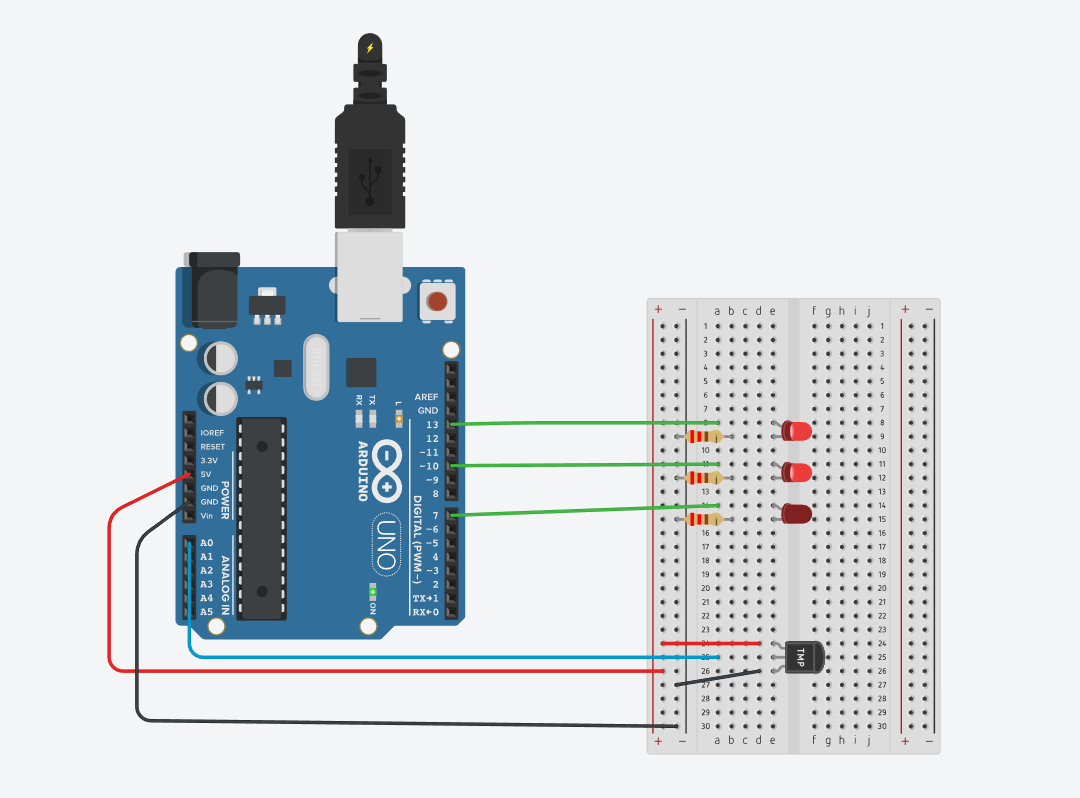 AREF
GND
13
12
~11
~10
~9
8
7
~6
~5
4
~3
2
TX→1
RX←0
DIGITAL (PWM~)
RX
TX
L
ARDUINO
UNO
ON
IOREF
RESET
3.3V
5V
GND
GND
Vin
POWER
A0
A1
A2
A3
A4
A5
ANALOG IN
+ − a b c d e f g h i j + −
1 1
2 2
3 3
4 4
5 5
6 6
7 7
8 8
9 9
10 10
11 11
12 12
13 13
14 14
15 15
16 16
17 17
18 18
19 19
20 20
21 21
22 22
23 23
24 24
25 25
26 26
27 27
28 28
29 29
30 30
+ − a b c d e f g h i j + −
TMP